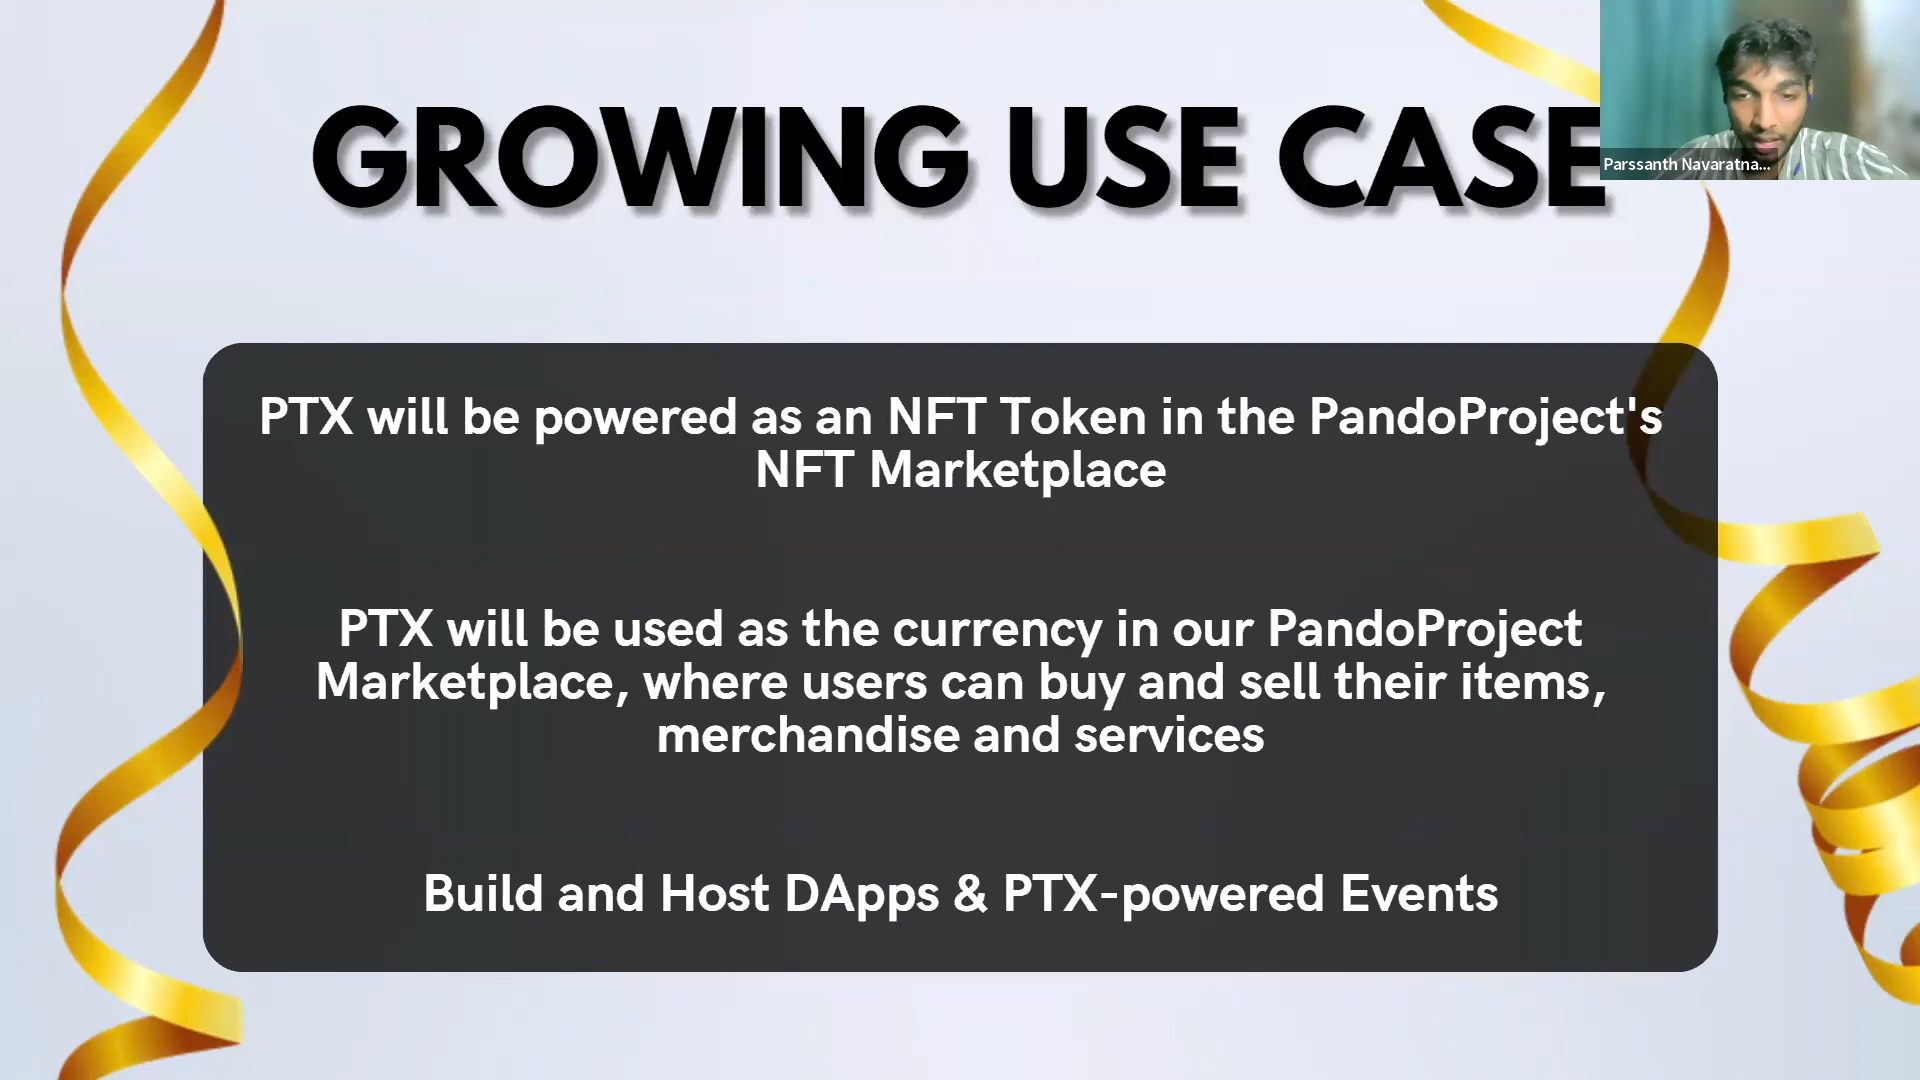 GROWING USE CASE
Parssanth Navaratna...
PTX will be powered as an NFT Token in the PandoProject's
NFT Marketplace
PTX will be used as the currency in our PandoProject
Marketplace, where users can buy and sell their items,
merchandise and services
Build and Host DApps & PTX-powered Events